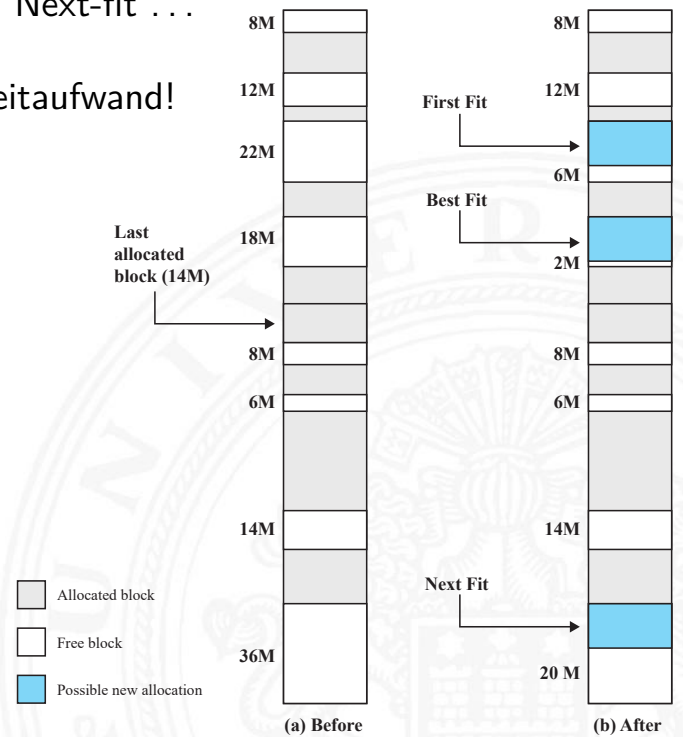 Next-fit ...
eitaufwand!
8M
12M
22M
18M
Last
allocated
block (14M)
8M
6M
14M
36M
Allocated block
Free block
Possible new allocation
(a) Before
8M
12M
First Fit
6M
Best Fit
2M
8M
6M
14M
Next Fit
20 M
(b) After
UNIVER